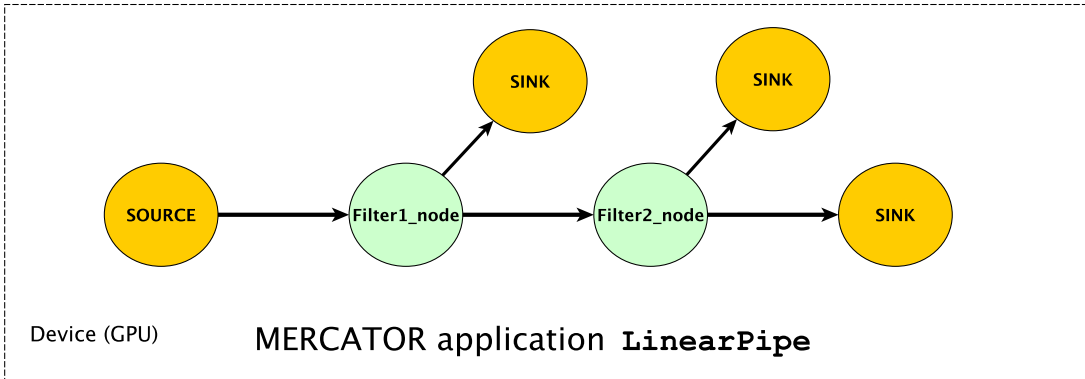 SINK
SINK
SOURCE
Filter1_node
Filter2_node
SINK
Device (GPU)
MERCATOR application LinearPipe